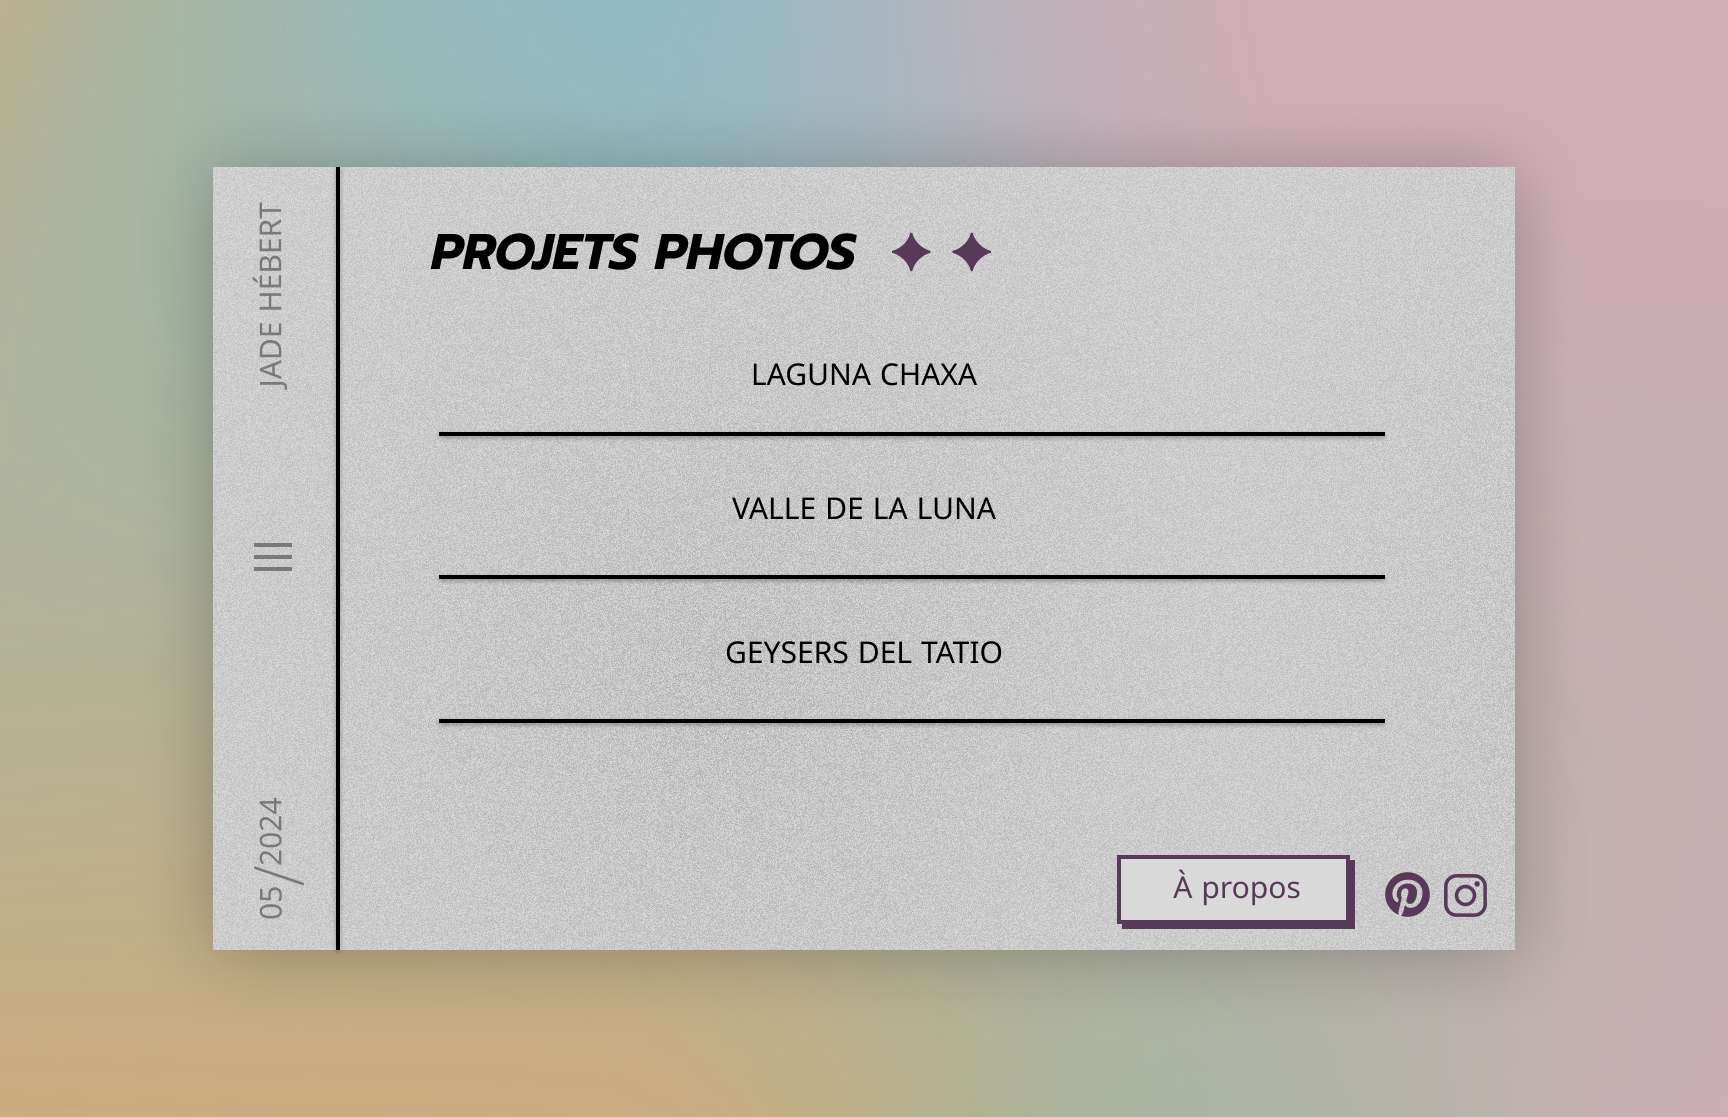 JADE HÉBERT
05/2024
PROJETS PHOTOS
LAGUNA CHAXA
VALLE DE LA LUNA
GEYSERS DEL TATIO
À propos